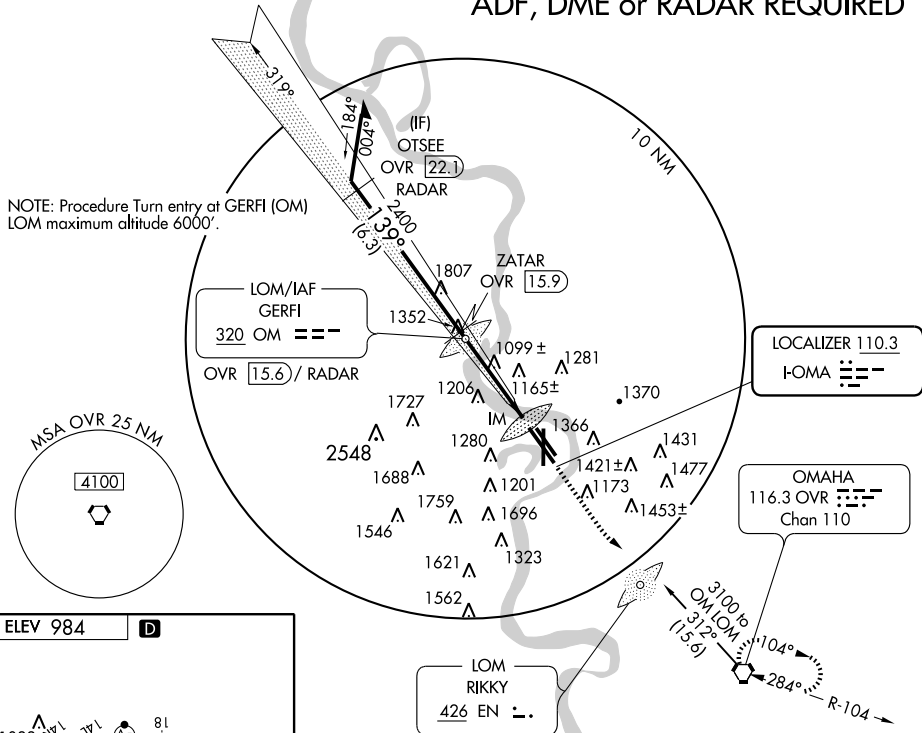 ADF, DME or RADAR REQUIRED
319°
184°
004°
(IF)
OTSEE
OVR 22.1
RADAR
10 NM
NOTE: Procedure Turn entry at GERFI (OM)
LOM maximum altitude 6000'.
2400
139°
(6.3)
1807
ZATAR
OVR 15.9
LOM/IAF
GERFI
320 OM
OVR 15.6 / RADAR
1352
1099 ±
1281
1165±
LOCALIZER 110.3
I-OMA
1206
1370
1727
IM
1366
2548
1280
1431
1421±
MSA OVR 25 NM
4100
1688
1477
1201
1173
1453±
OMAHA
116.3 OVR
Chan 110
1546
1759
1696
1323
1621
1562
3100 to
OM LOM
312°
(15.6)
104°
284°
R-104
ELEV 984
D
LOM
RIKKY
426 EN
14L
14L
18